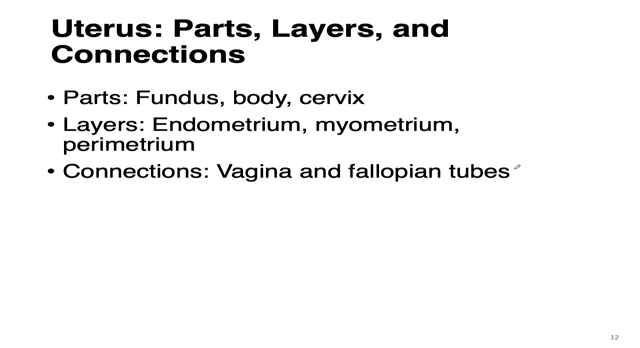 Uterus: Parts, Layers, and
Connections
• Parts: Fundus, body, cervix
• Layers: Endometrium, myometrium,
perimetrium
• Connections: Vagina and fallopian tubes
12